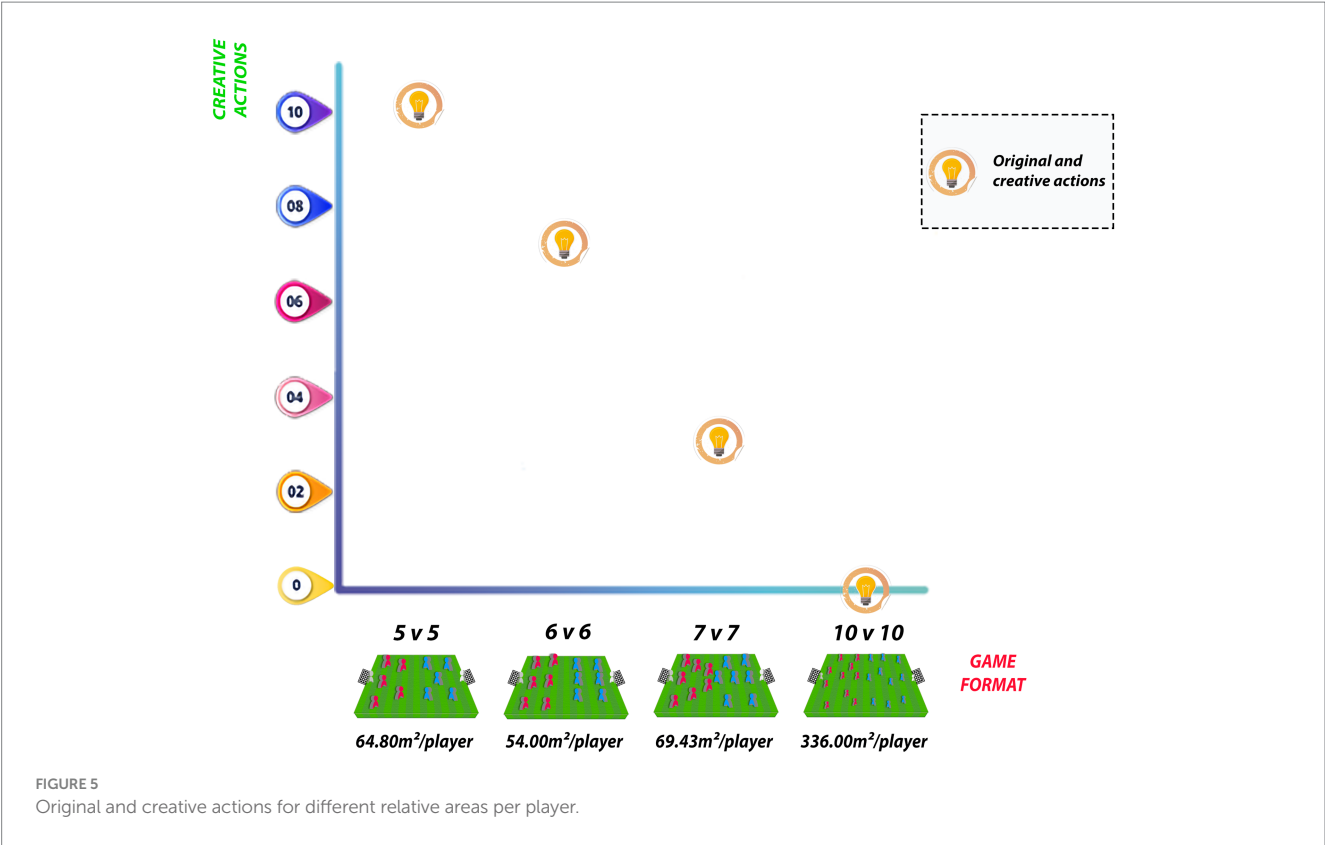 CREATIVE
ACTIONS
10
08
06
04
02
0
Original and
creative actions
5 v 5
6 v 6
7 v 7
10 v 10
GAME
FORMAT
64.80m²/player
54.00m²/player
69.43m²/player
336.00m²/player
FIGURE 5
Original and creative actions for different relative areas per player.